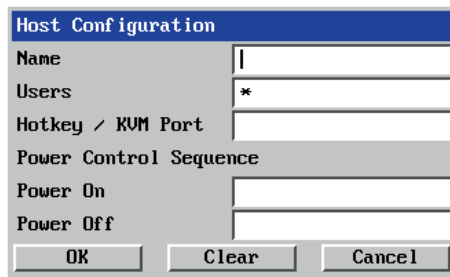 Host Configuration
Name
Users *
Hotkey / KVM Port
Power Control Sequence
Power On
Power Off
OK Clear Cancel